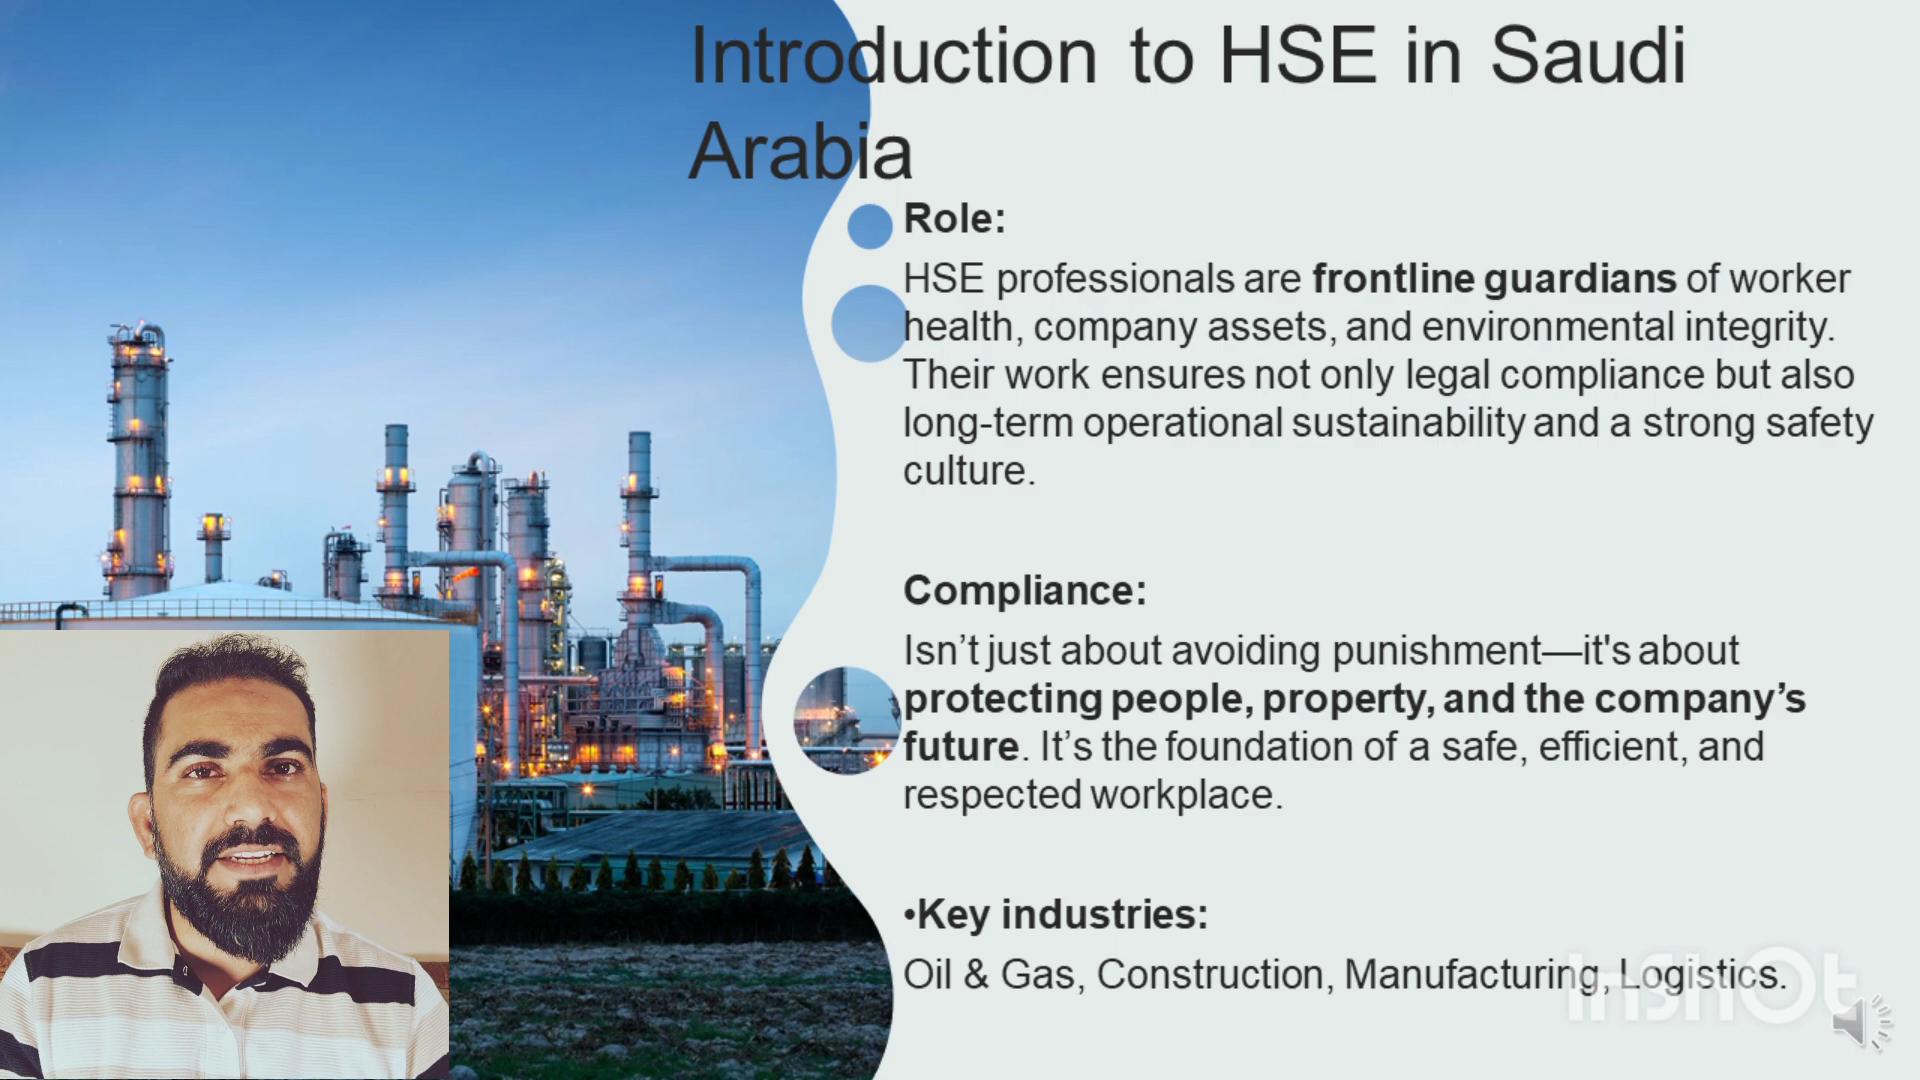 Introduction to HSE in Saudi
Arabia
Role:
HSE professionals are frontline guardians of worker
health, company assets, and environmental integrity.
Their work ensures not only legal compliance but also
long-term operational sustainability and a strong safety
culture.
Compliance:
Isn’t just about avoiding punishment—it's about
protecting people, property, and the company’s
future. It’s the foundation of a safe, efficient, and
respected workplace.
•Key industries:
Oil & Gas, Construction, Manufacturing, Logistics.
InShOt